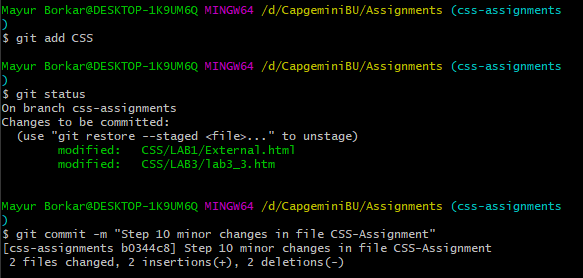 Mayur Borkar@DESKTOP-1K9UM6Q MINGW64 /d/CapgeminiBU/Assignments (css-assignments
)
$ git add CSS
Mayur Borkar@DESKTOP-1K9UM6Q MINGW64 /d/CapgeminiBU/Assignments (css-assignments
)
$ git status
On branch css-assignments
Changes to be committed:
  (use "git restore --staged <file>..." to unstage)
        modified:   CSS/LAB1/External.html
        modified:   CSS/LAB3/lab3_3.htm
Mayur Borkar@DESKTOP-1K9UM6Q MINGW64 /d/CapgeminiBU/Assignments (css-assignments
)
$ git commit -m "Step 10 minor changes in file CSS-Assignment"
[css-assignments b0344c8] Step 10 minor changes in file CSS-Assignment
 2 files changed, 2 insertions(+), 2 deletions(-)